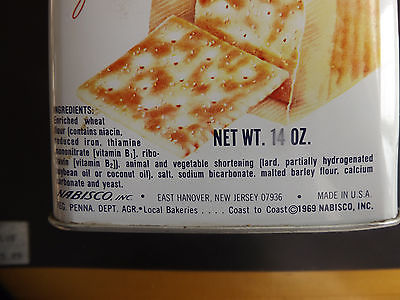 INGREDIENTS:
Enriched wheat
flour (contains niacin,
reduced iron, thiamine
mononitrate [vitamin B₁], ribo-
flavin [vitamin B₂]), animal and vegetable shortening (lard, partially hydrogenated
soybean oil or coconut oil), salt, sodium bicarbonate, malted barley flour, calcium
carbonate and yeast.
NET WT. 14 OZ.
NABISCO, INC. • EAST HANOVER, NEW JERSEY 07936 • MADE IN U.S.A.
REG. PENNA. DEPT. AGR. • Local Bakeries . . . . Coast to Coast ©1969 NABISCO, INC.